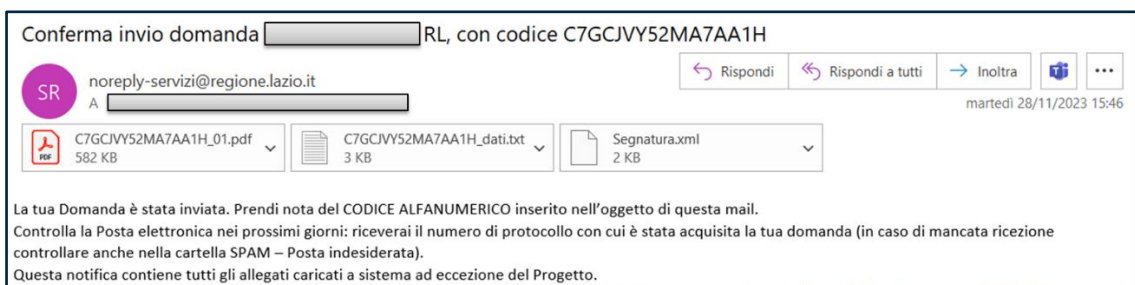 Conferma invio domanda RL, con codice C7GCJVY52MA7AA1H
Rispondi Rispondi a tutti Inoltra
SR noreply-servizi@regione.lazio.it
A
martedì 28/11/2023 15:46
C7GCJVY52MA7AA1H_01.pdf C7GCJVY52MA7AA1H_dati.txt Segnatura.xml
PDF 582 KB 3 KB 2 KB
La tua Domanda è stata inviata. Prendi nota del CODICE ALFANUMERICO inserito nell'oggetto di questa mail.
Controlla la Posta elettronica nei prossimi giorni: riceverai il numero di protocollo con cui è stata acquisita la tua domanda (in caso di mancata ricezione
controllare anche nella cartella SPAM – Posta indesiderata).
Questa notifica contiene tutti gli allegati caricati a sistema ad eccezione del Progetto.